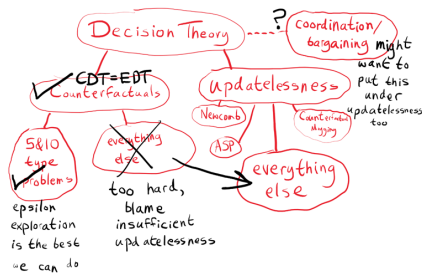 Decision Theory
?
coordination/
bargaining
might
want to
put this
under
updatelessness
too
CDT=EDT
Counterfactuals
updatelessness
Newcomb
ASP
Counterfactual
Mugging
5&10
type
problems
everything
else
everything
else
epsilon
exploration
is the best
we can do
too hard,
blame
insufficient
updatelessness